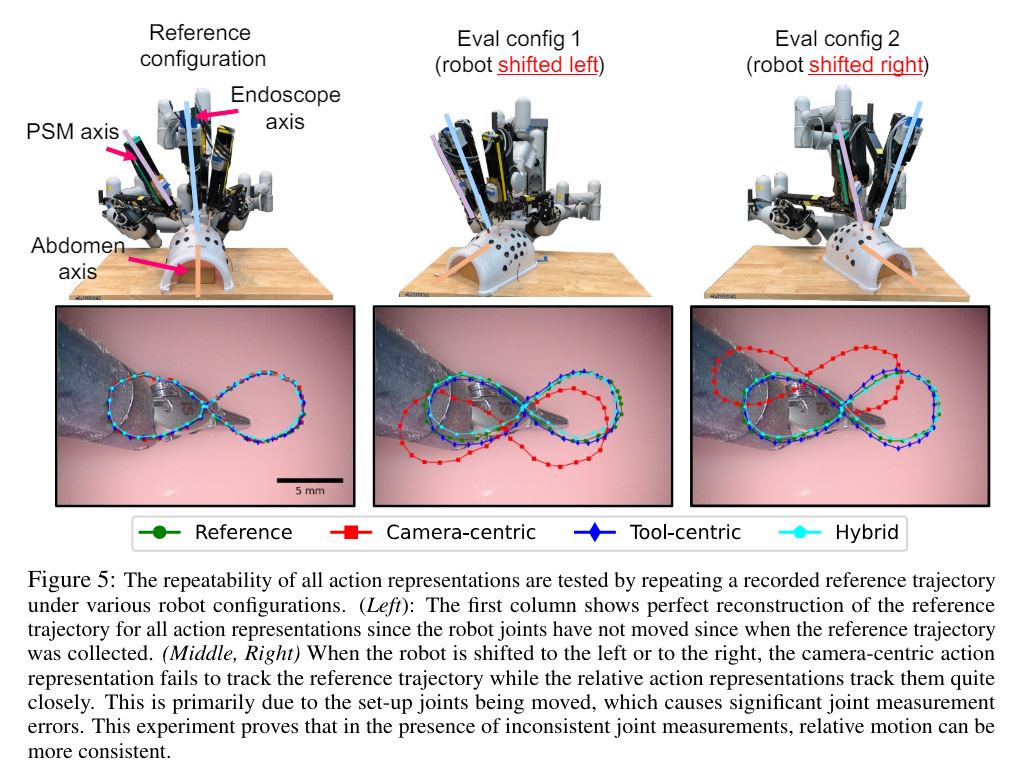 Reference
configuration
Eval config 1
(robot shifted left)
Eval config 2
(robot shifted right)
Endoscope
axis
PSM axis
Abdomen
axis
5 mm
Reference
Camera-centric
Tool-centric
Hybrid
Figure 5: The repeatability of all action representations are tested by repeating a recorded reference trajectory
under various robot configurations. (Left): The first column shows perfect reconstruction of the reference
trajectory for all action representations since the robot joints have not moved since when the reference trajectory
was collected. (Middle, Right) When the robot is shifted to the left or to the right, the camera-centric action
representation fails to track the reference trajectory while the relative action representations track them quite
closely. This is primarily due to the set-up joints being moved, which causes significant joint measurement
errors. This experiment proves that in the presence of inconsistent joint measurements, relative motion can be
more consistent.